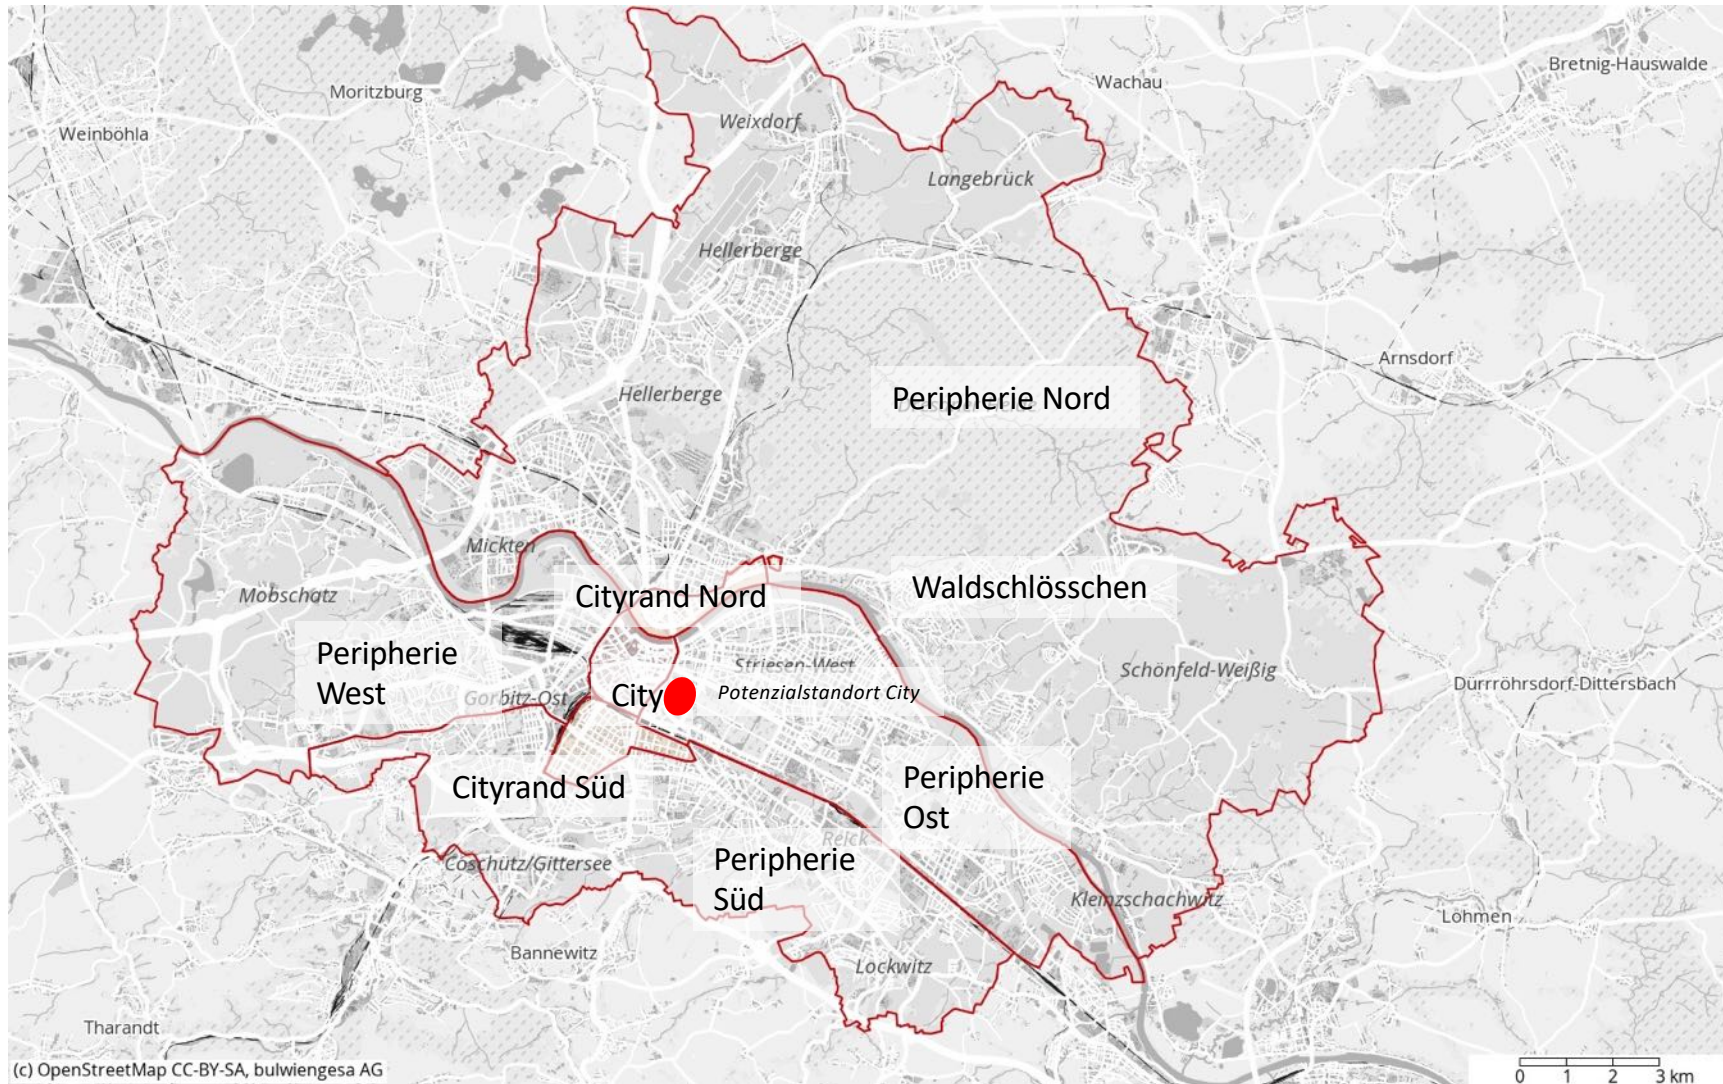 Bretnig-Hauswalde
Wachau
Moritzburg
Weixdorf
Weinböhla
Langebrück
Hellerberge
Arnsdorf
Hellerberge
Peripherie Nord
Mickten
Waldschlösschen
Mobschatz
Cityrand Nord
Peripherie
West
Striesen-West
Schönfeld-Weißig
Dürrröhrsdorf-Dittersbach
Gorbitz-Ost
City
Potenzialstandort City
Cityrand Süd
Peripherie
Ost
Reick
Coschütz/Gittersee
Peripherie
Süd
Kleinzschachwitz
Lohmen
Bannewitz
Lockwitz
Tharandt
(c) OpenStreetMap CC-BY-SA, bulwiengesa AG
0 1 2 3 km